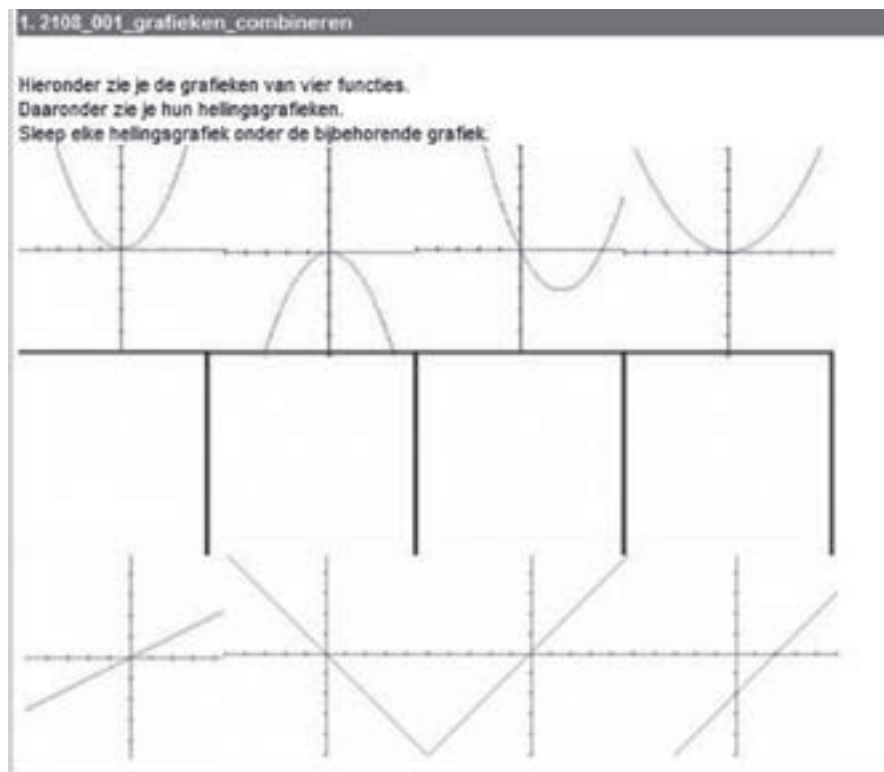 1. 2108_001_grafieken_combineren
Hieronder zie je de grafieken van vier functies.
Daaronder zie je hun hellingsgrafieken.
Sleep elke hellingsgrafiek onder de bijbehorende grafiek.